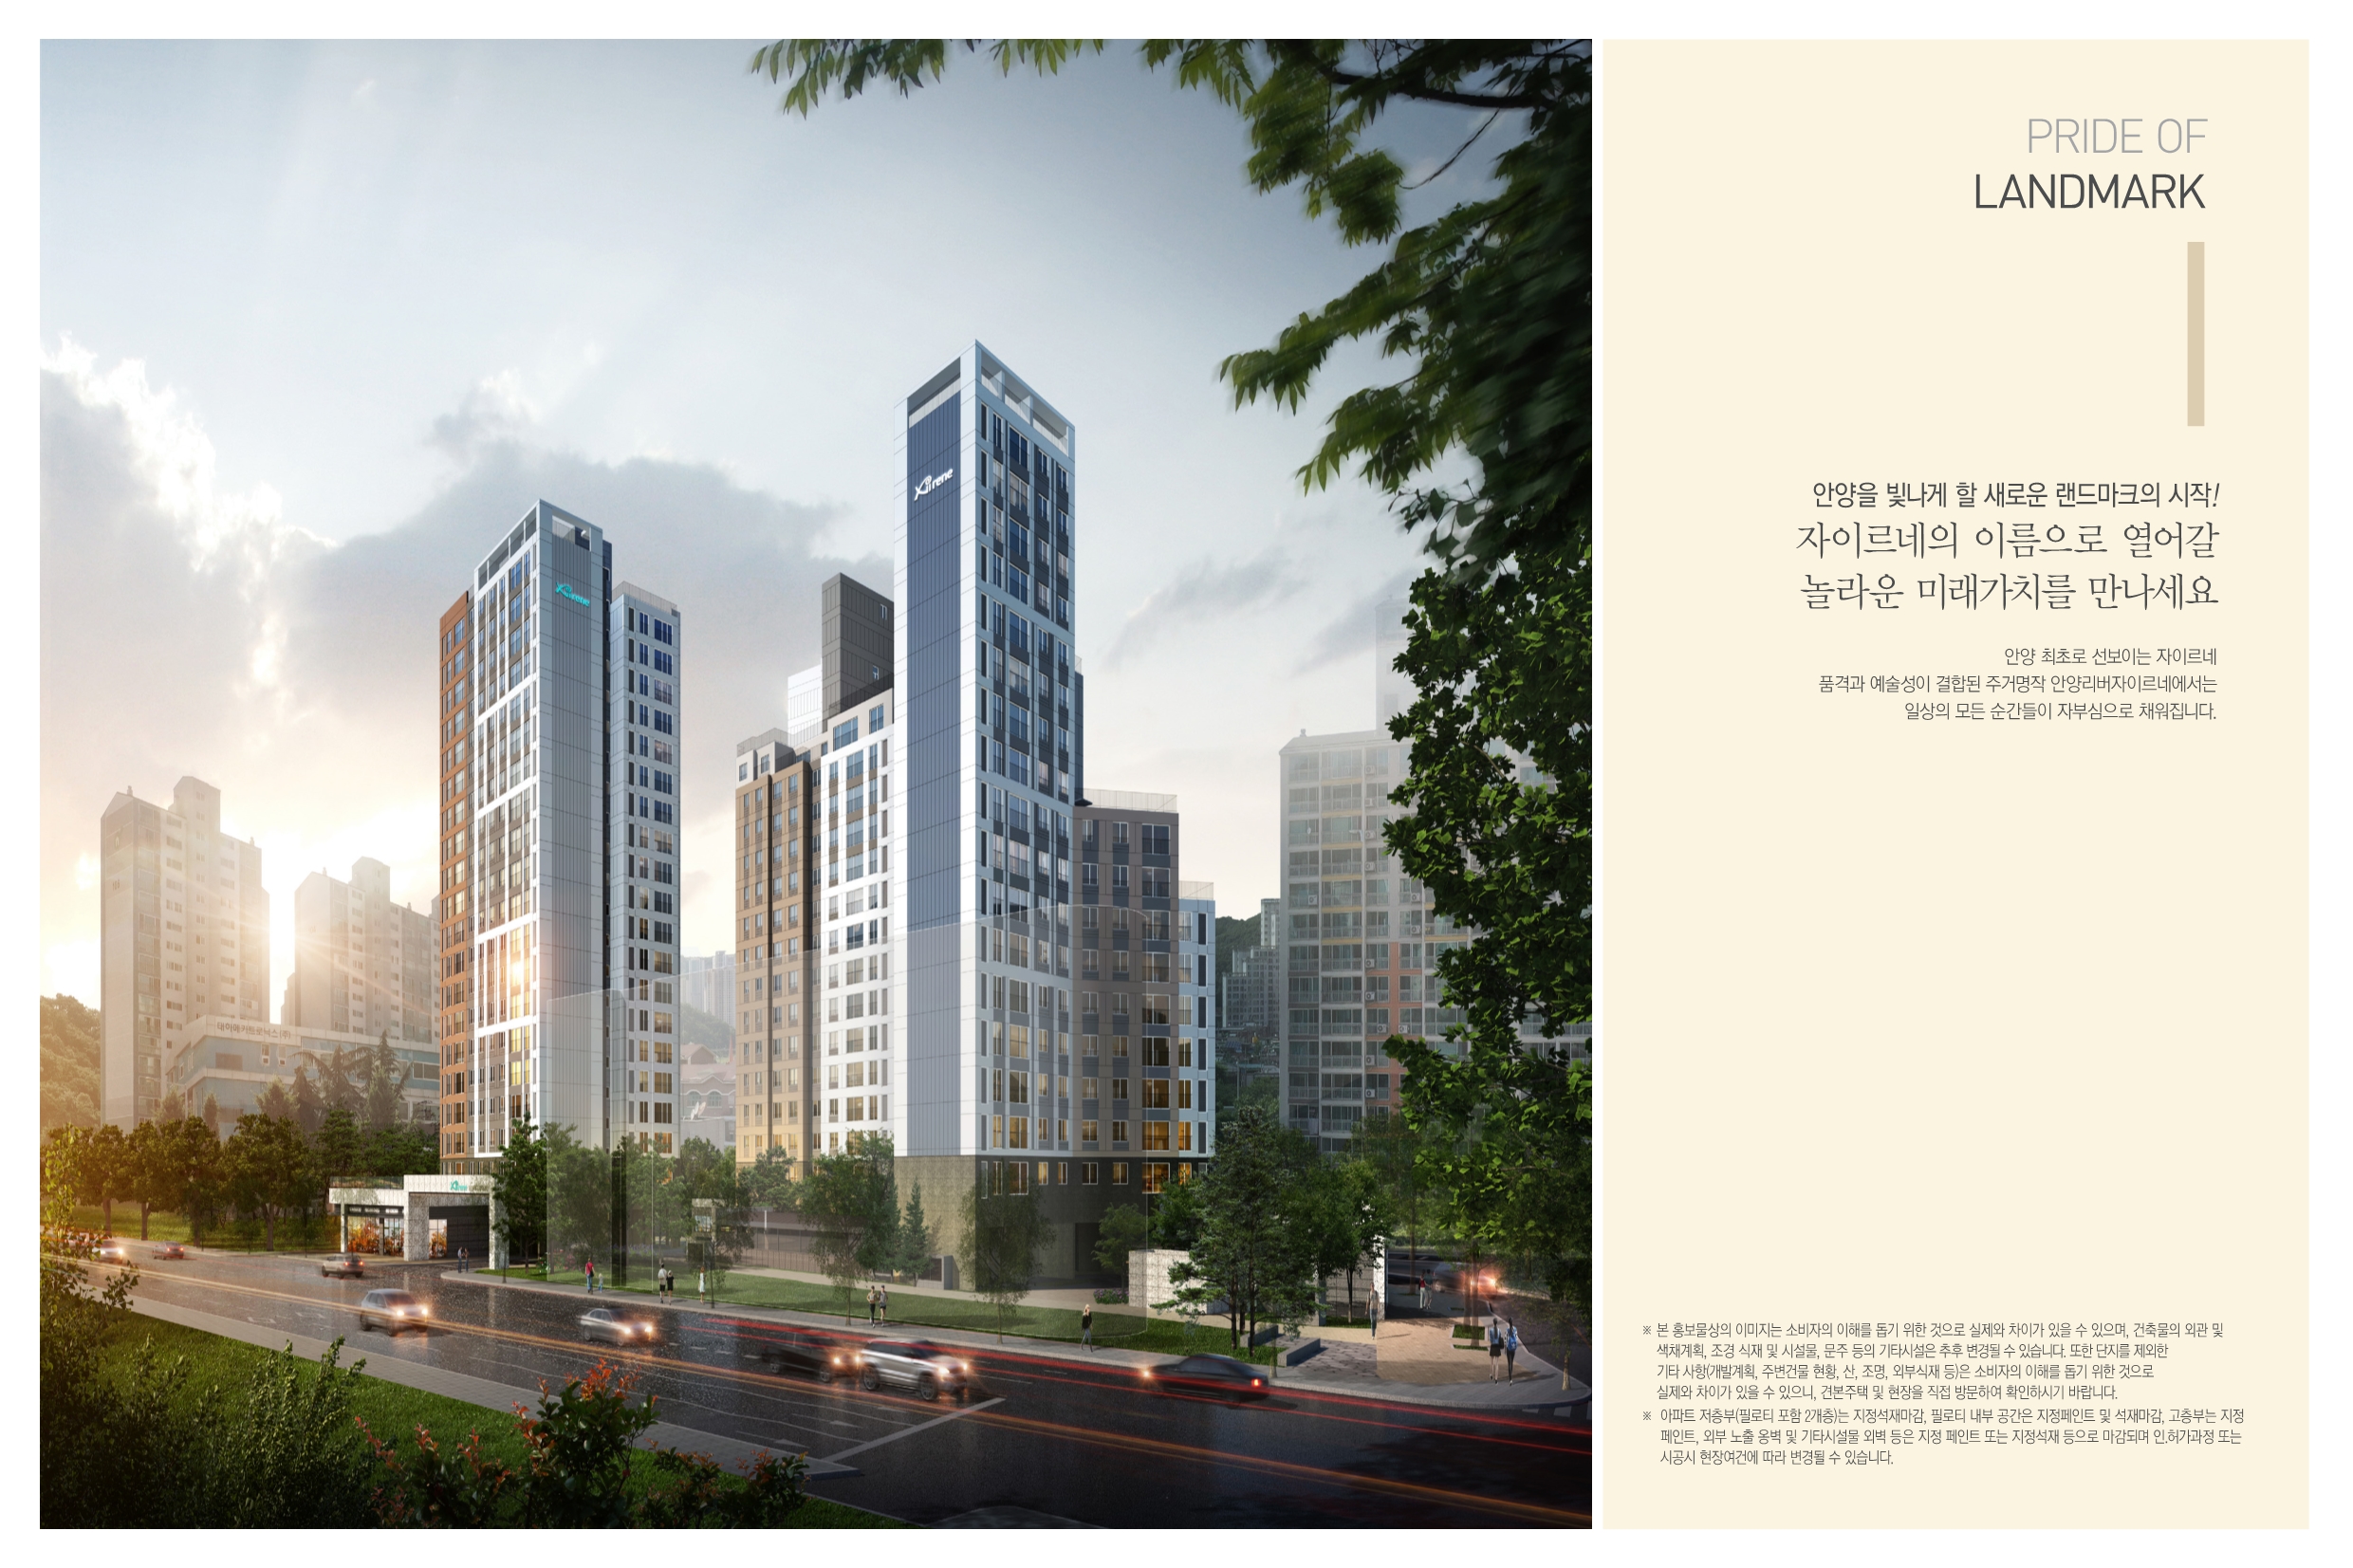 PRIDE OF
LANDMARK
안양을 빛나게 할 새로운 랜드마크의 시작!
자이르네의 이름으로 열어갈
놀라운 미래가치를 만나세요
안양 최초로 선보이는 자이르네
품격과 예술성이 결합된 주거명작 안양리버자이르네에서는
일상의 모든 순간들이 자부심으로 채워집니다.
Xirene
Xirene
※ 본 홍보물상의 이미지는 소비자의 이해를 돕기 위한 것으로 실제와 차이가 있을 수 있으며, 건축물의 외관 및
색채계획, 조경 식재 및 시설물, 문주 등의 기타시설은 추후 변경될 수 있습니다. 또한 단지를 제외한
기타 사항(개발계획, 주변건물 현황, 산, 조명, 외부식재 등)은 소비자의 이해를 돕기 위한 것으로
실제와 차이가 있을 수 있으니, 견본주택 및 현장을 직접 방문하여 확인하시기 바랍니다.
※ 아파트 저층부(필로티 포함 2개층)는 지정석재마감, 필로티 내부 공간은 지정페인트 및 석재마감, 고층부는 지정
페인트, 외부 노출 옹벽 및 기타시설물 외벽 등은 지정 페인트 또는 지정석재 등으로 마감되며 인.허가과정 또는
시공시 현장여건에 따라 변경될 수 있습니다.